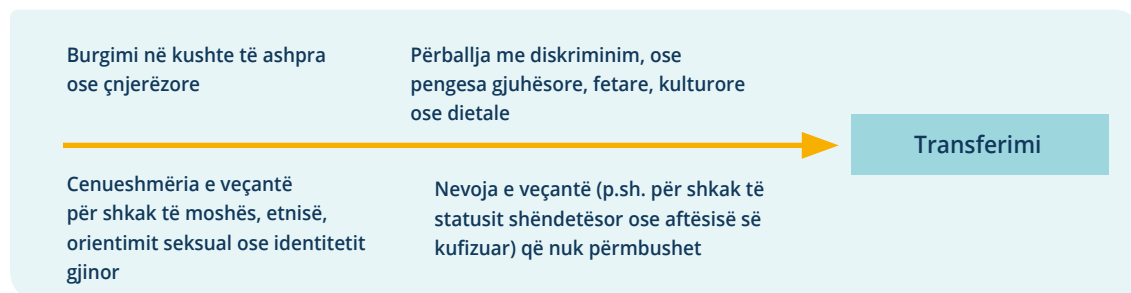 Burgimi në kushte të ashpra
ose çnjerëzore
Përballja me diskriminim, ose
pengesa gjuhësore, fetare, kulturore
ose dietale
Transferimi
Cenueshmëria e veçantë
për shkak të moshës, etnisë,
orientimit seksual ose identitetit
gjinor
Nevoja e veçantë (p.sh. për shkak të
statusit shëndetësor ose aftësisë së
kufizuar) që nuk përmbushet